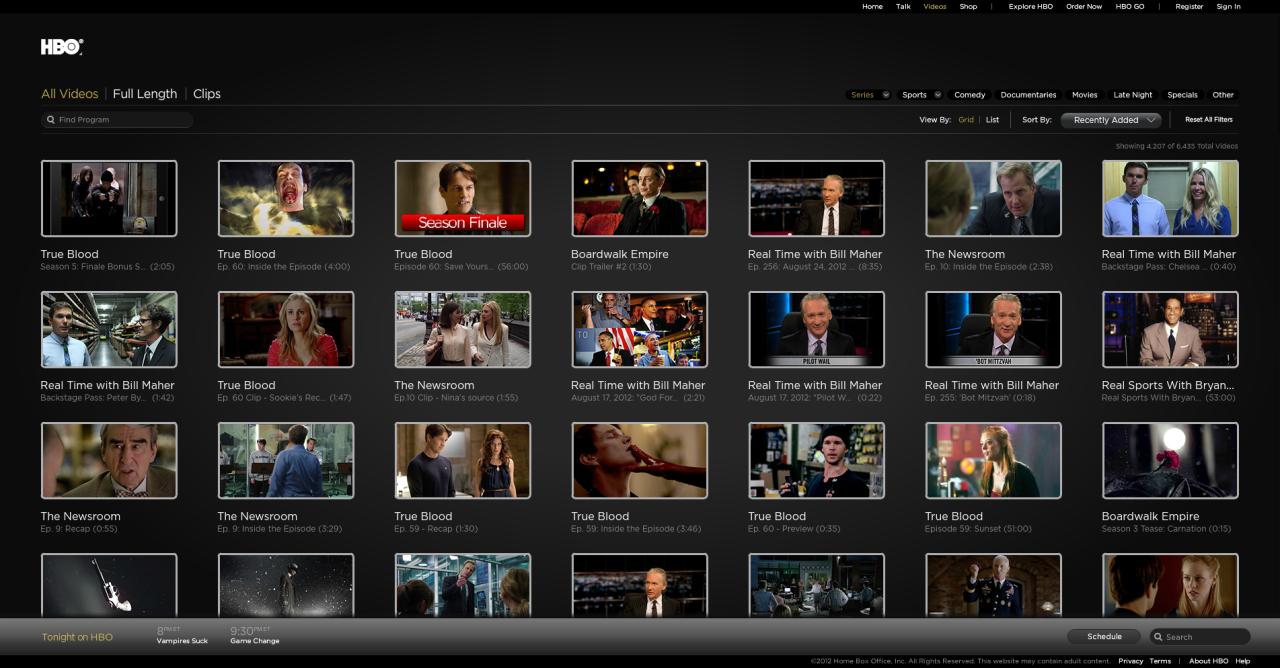 Home Talk Videos Shop | Explore HBO Order Now HBO GO | Register Sign In
HBO®
All Videos | Full Length | Clips
Series Sports Comedy Documentaries Movies Late Night Specials Other
Find Program
View By: Grid | List Sort By: Recently Added Reset All Filters
Showing 4,207 of 6,435 Total Videos
Season Finale
True Blood
Season 5: Finale Bonus S... (2:05)
True Blood
Ep. 60: Inside the Episode (4:00)
True Blood
Episode 60: Save Yours... (56:00)
Boardwalk Empire
Clip Trailer #2 (1:30)
Real Time with Bill Maher
Ep. 256: August 24, 2012 ... (8:35)
The Newsroom
Ep. 10: Inside the Episode (2:38)
Real Time with Bill Maher
Backstage Pass: Chelsea ... (0:40)
TO
PILOT WAIL
'BOT MITTZVAH
Real Time with Bill Maher
Backstage Pass: Peter By... (1:42)
True Blood
Ep. 60 Clip - Sookie's Rec... (1:47)
The Newsroom
Ep.10 Clip - Nina's source (1:55)
Real Time with Bill Maher
August 17, 2012: "God For... (2:21)
Real Time with Bill Maher
August 17, 2012: "Pilot W... (0:22)
Real Time with Bill Maher
Ep. 255: 'Bot Mitzvah' (0:18)
Real Sports With Bryan...
Real Sports With Bryan... (53:00)
The Newsroom
Ep. 9: Recap (0:55)
The Newsroom
Ep. 9: Inside the Episode (3:29)
True Blood
Ep. 59 - Recap (1:30)
True Blood
Ep. 59: Inside the Episode (3:46)
True Blood
Ep. 60 - Preview (0:35)
True Blood
Episode 59: Sunset (51:00)
Boardwalk Empire
Season 3 Tease: Carnation (0:15)
Tonight on HBO
8PM ET
Vampires Suck
9:30PM ET
Game Change
Schedule
Search
©2012 Home Box Office, Inc. All Rights Reserved. This website may contain adult content. Privacy Terms | About HBO Help